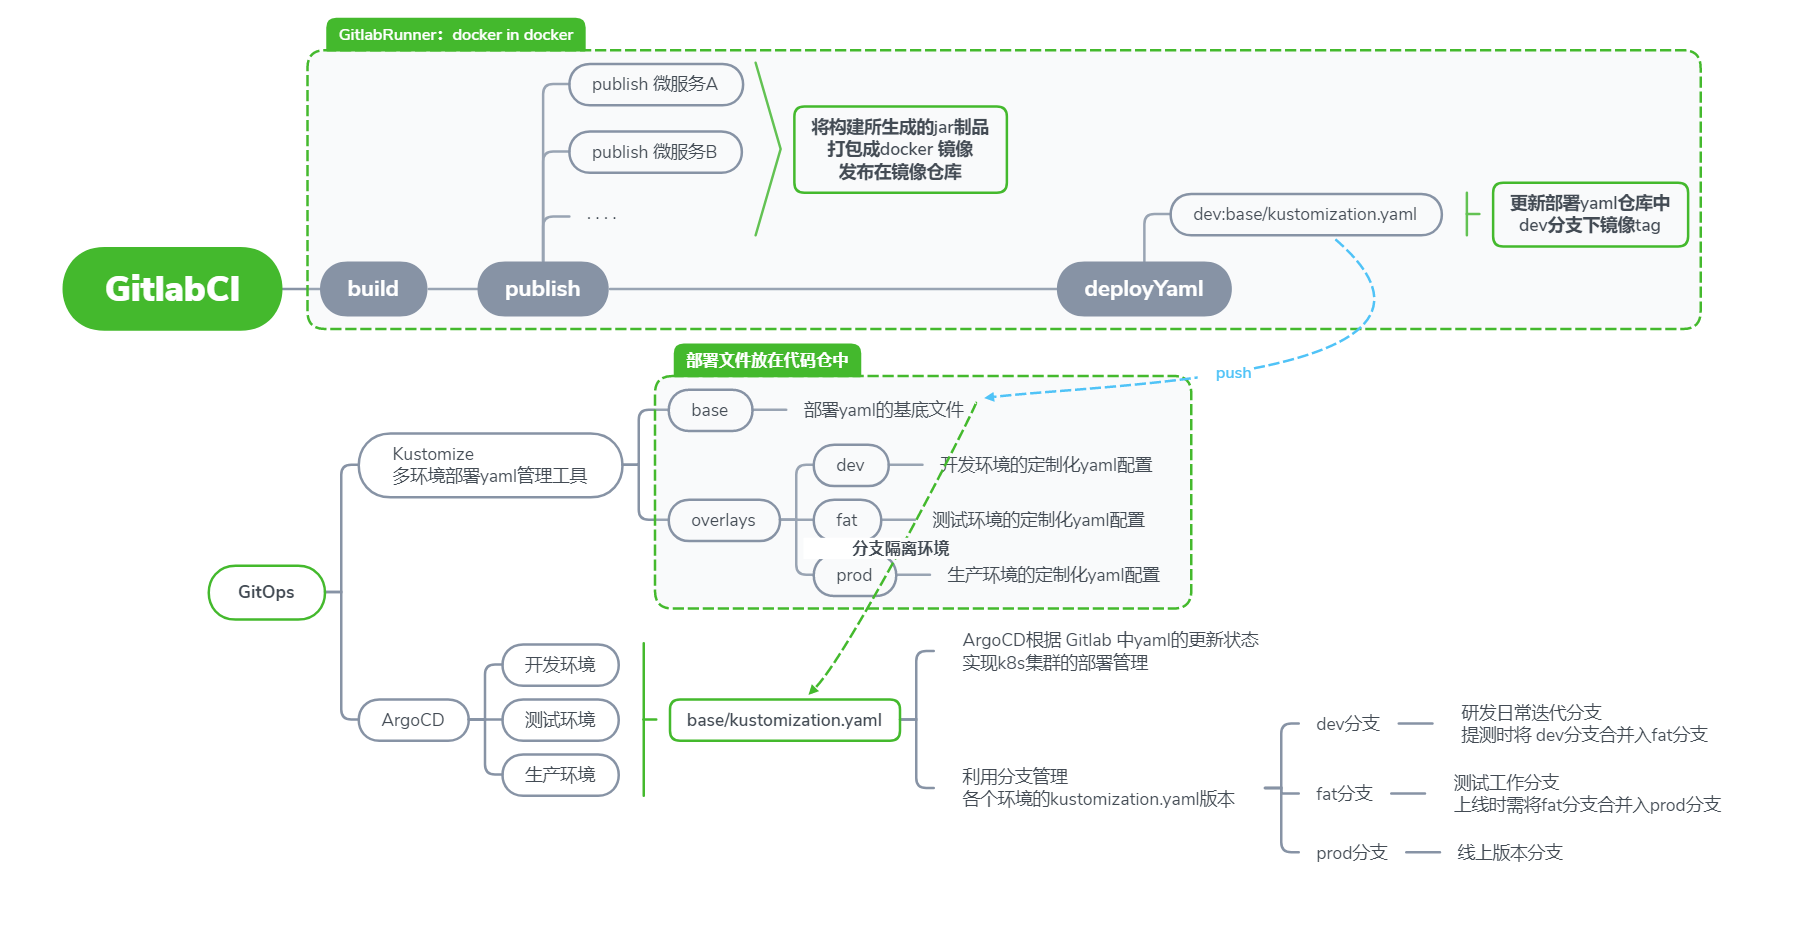 GitlabRunner：docker in docker
publish 微服务A
publish 微服务B
....
将构建所生成的jar制品
打包成docker 镜像
发布在镜像仓库
dev:base/kustomization.yaml
更新部署yaml仓库中
dev分支下镜像tag
GitlabCI
build
publish
deployYaml
push
部署文件放在代码仓中
base
部署yaml的基底文件
Kustomize
多环境部署yaml管理工具
dev
开发环境的定制化yaml配置
overlays
fat
测试环境的定制化yaml配置
分支隔离环境
prod
生产环境的定制化yaml配置
GitOps
ArgoCD
开发环境
测试环境
生产环境
base/kustomization.yaml
ArgoCD根据 Gitlab 中yaml的更新状态
实现k8s集群的部署管理
利用分支管理
各个环境的kustomization.yaml版本
dev分支
研发日常迭代分支
提测时将 dev分支合并入fat分支
fat分支
测试工作分支
上线时需将fat分支合并入prod分支
prod分支
线上版本分支